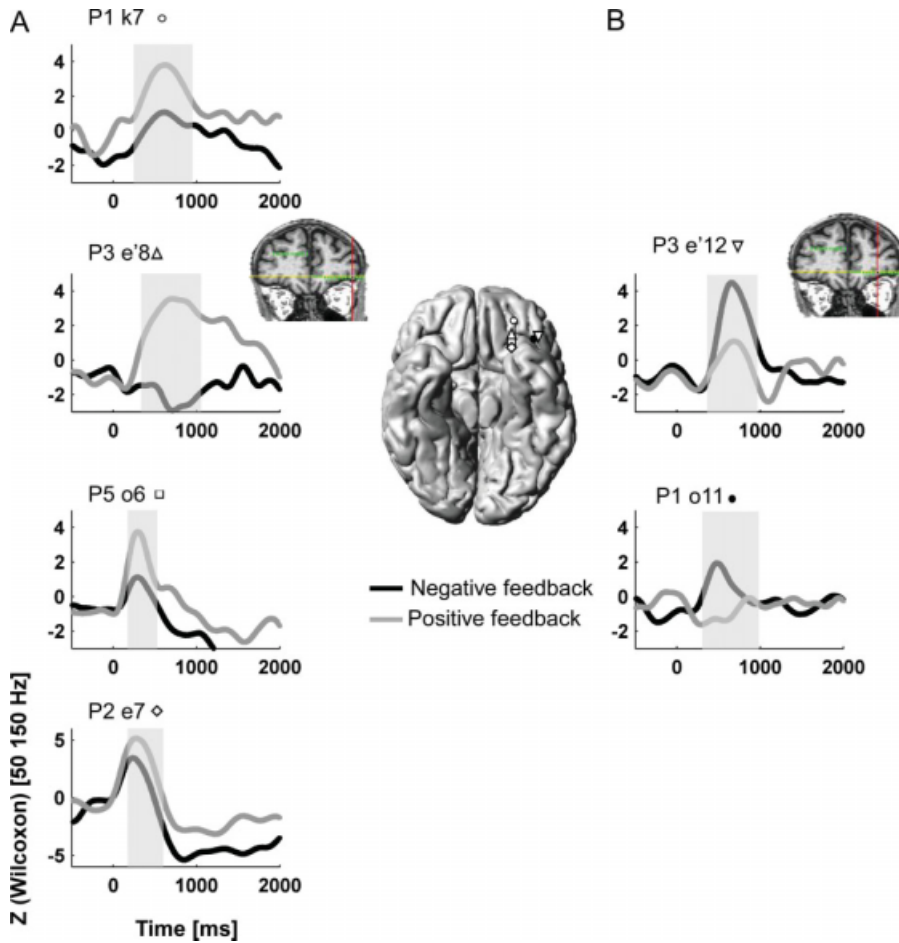 A
B
P1 k7 ○
4
2
0
-2
0 1000 2000
P3 e'8 △
4
2
0
-2
0 1000 2000
P5 o6 □
4
2
0
-2
0 1000 2000
P2 e7 ◇
5
0
-5
0 1000 2000
Z (Wilcoxon) [50 150 Hz]
Time [ms]
Negative feedback
Positive feedback
P3 e'12 ▽
4
2
0
-2
0 1000 2000
P1 o11 ●
4
2
0
-2
0 1000 2000